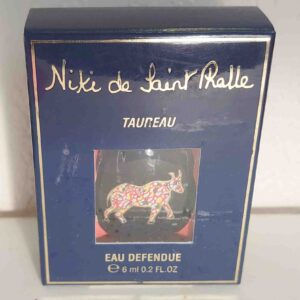 Niki de Saint Phalle
TAUREAU
EAU DEFENDUE
℮ 6 ml 0.2 FL.OZ